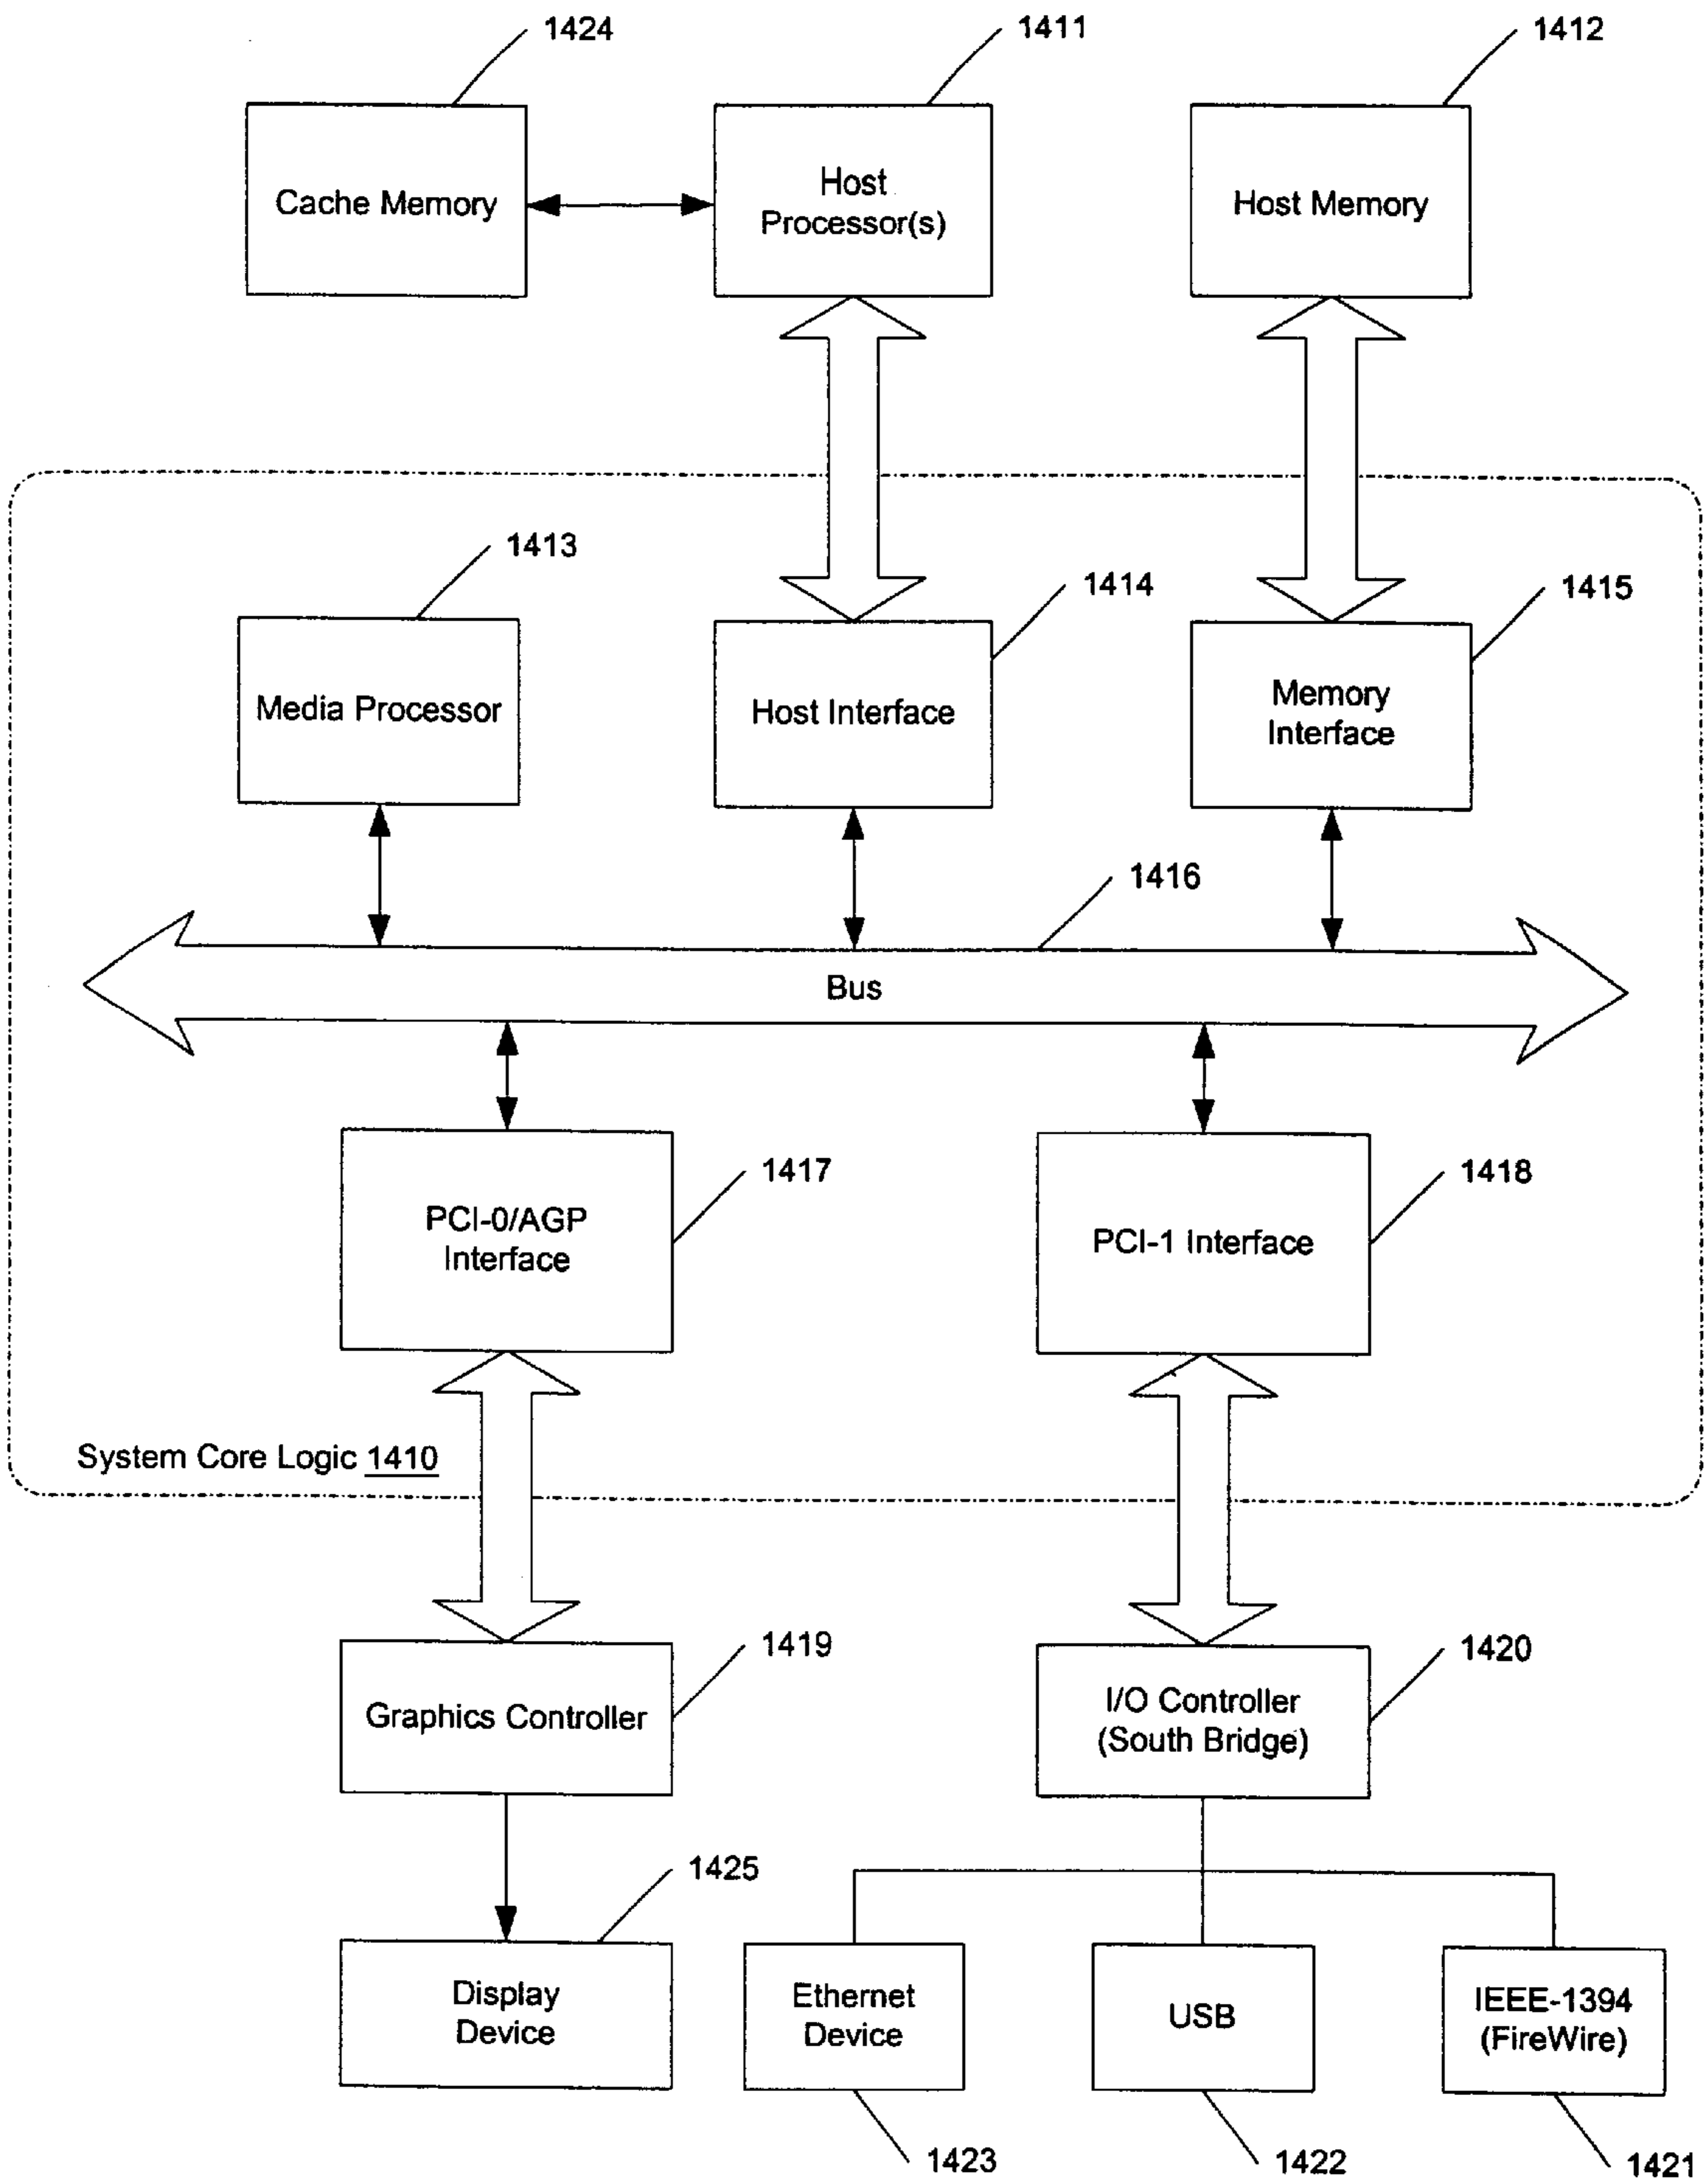 1424
1411
1412
Cache Memory
Host
Processor(s)
Host Memory
1413
1414
1415
Media Processor
Host Interface
Memory
Interface
1416
Bus
1417
1418
PCI-0/AGP
Interface
PCI-1 Interface
System Core Logic 1410
1419
1420
Graphics Controller
I/O Controller
(South Bridge)
1425
Display
Device
Ethernet
Device
USB
IEEE-1394
(FireWire)
1423
1422
1421